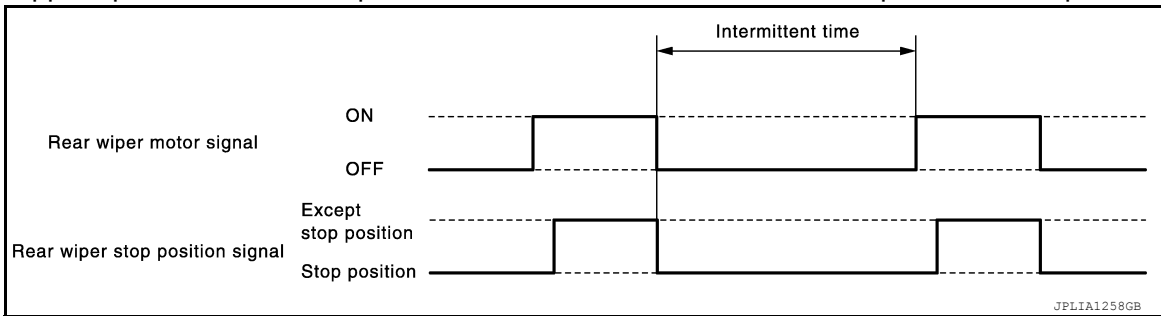 Intermittent time
ON
Rear wiper motor signal
OFF
Except
stop position
Rear wiper stop position signal
Stop position
JPLIA1258GB